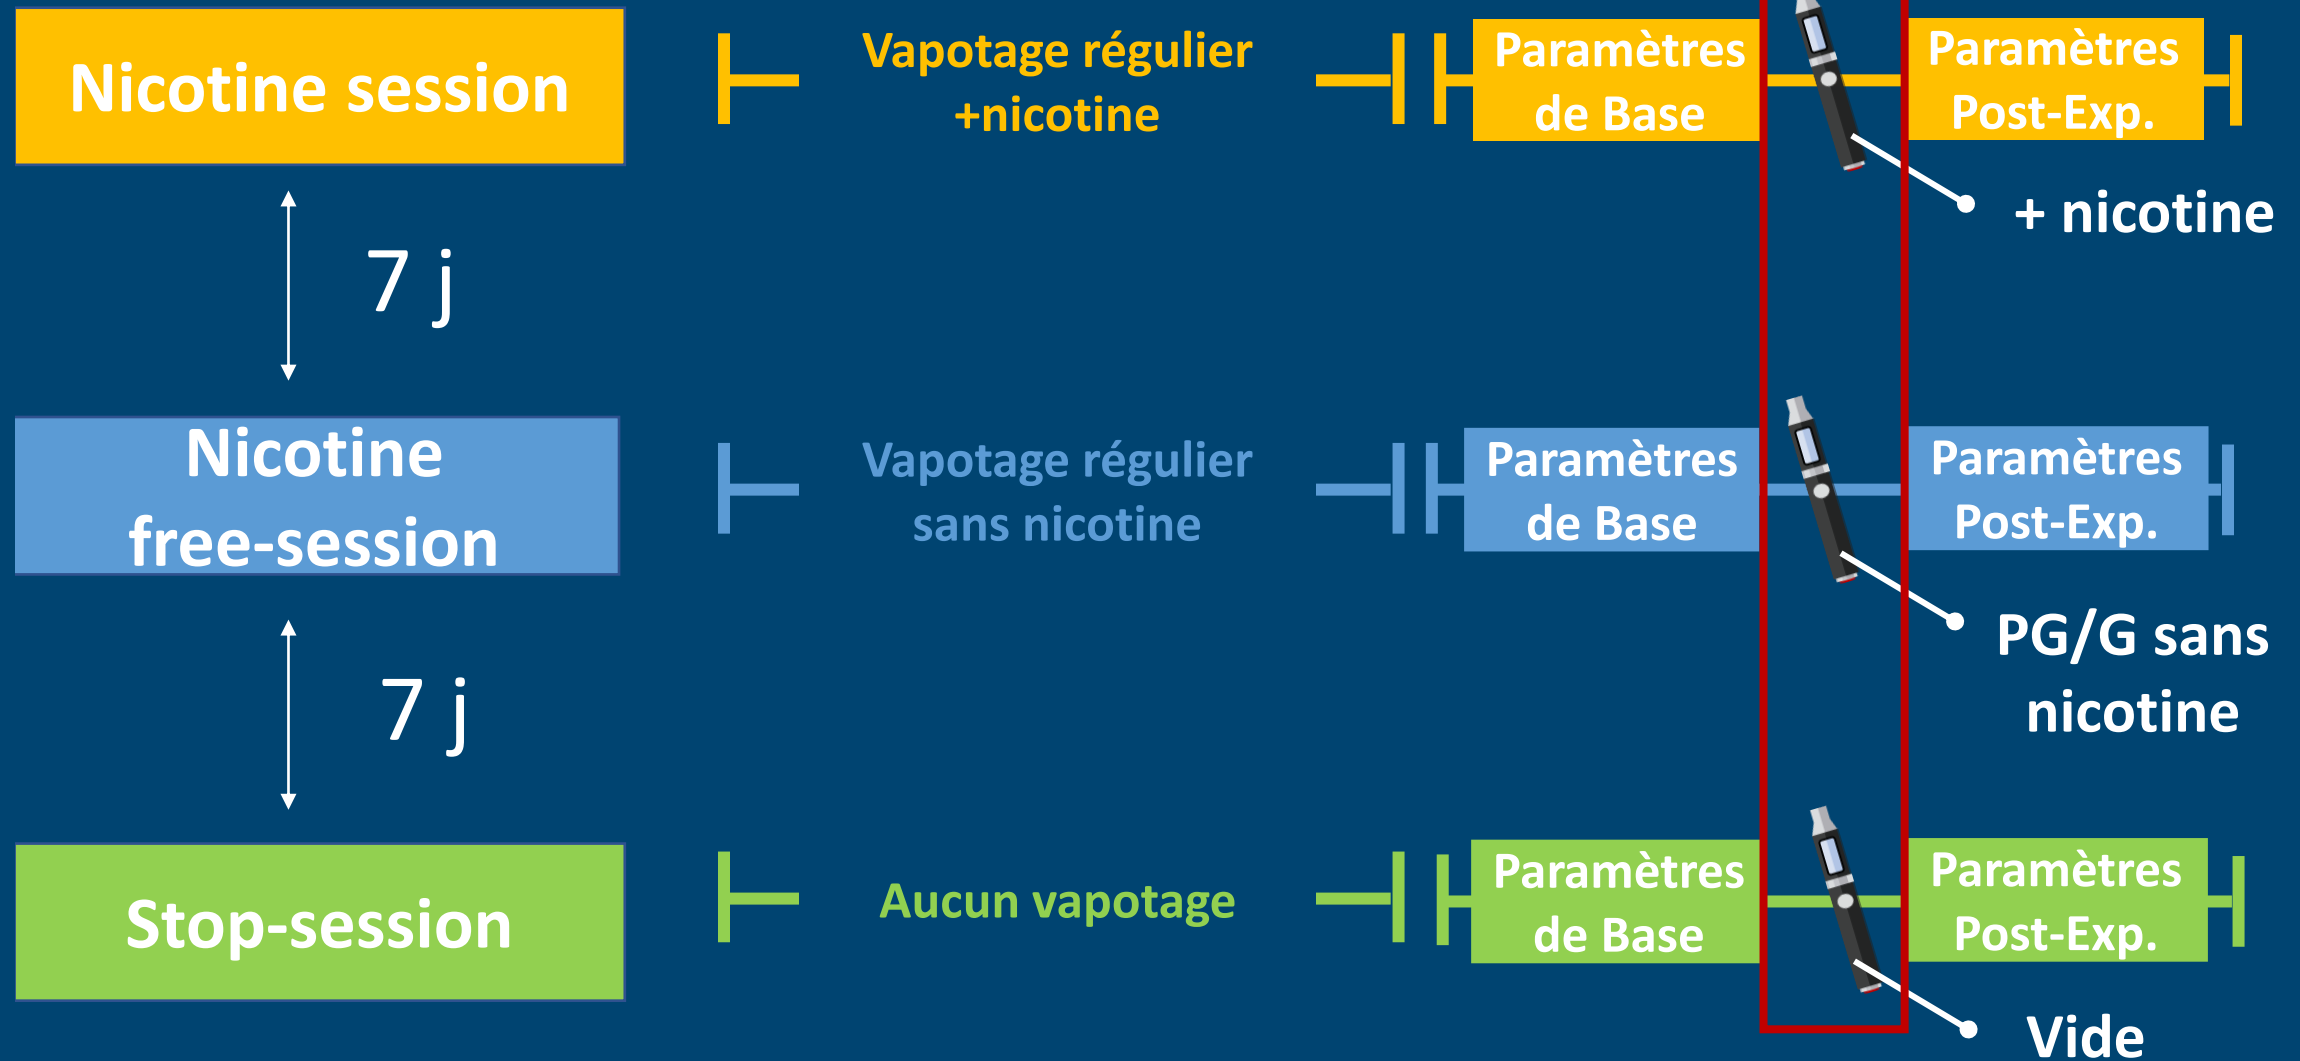 Nicotine session
Vapotage régulier
+nicotine
Paramètres
de Base
Paramètres
Post-Exp.
+ nicotine
7 j
Nicotine
free-session
Vapotage régulier
sans nicotine
Paramètres
de Base
Paramètres
Post-Exp.
PG/G sans
nicotine
7 j
Stop-session
Aucun vapotage
Paramètres
de Base
Paramètres
Post-Exp.
Vide